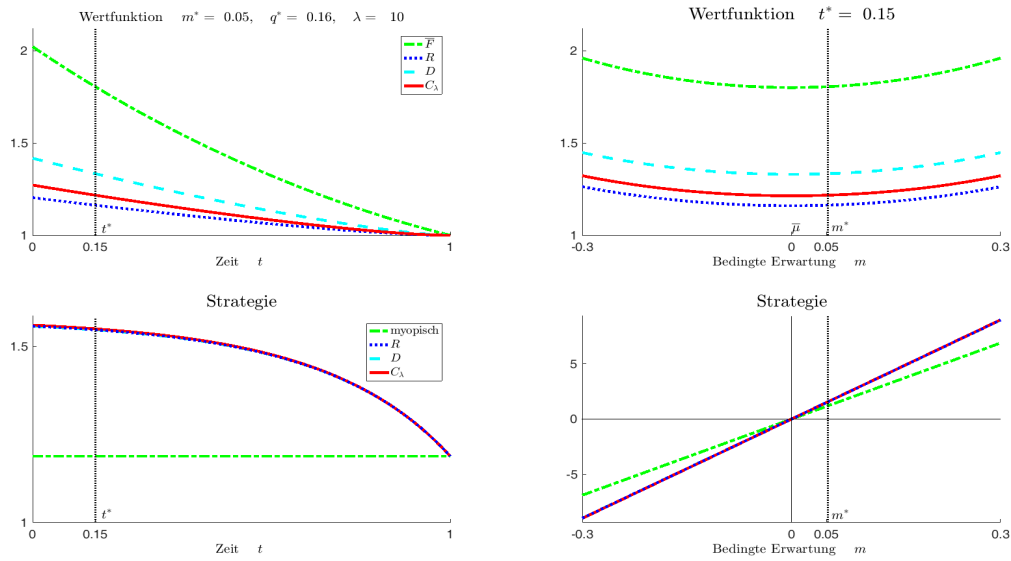 Wertfunktion m* = 0.05, q* = 0.16, λ = 10
2
1.5
1
F̅
R
D
C_λ
t*
0 0.15 1
Zeit t
Wertfunktion t* = 0.15
2
1.5
1
μ̅ m*
-0.3 0 0.05 0.3
Bedingte Erwartung m
Strategie
1.5
1
myopisch
R
D
C_λ
t*
0 0.15 1
Zeit t
Strategie
5
0
-5
m*
-0.3 0 0.05 0.3
Bedingte Erwartung m